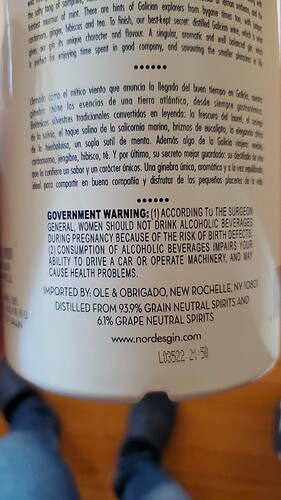 tinted murmur of mint. There are hints of Galician explorers from bygone times too, with
cardamom, ginger, hibiscus and tea. To finish, our best-kept secret: distilled Galician wine, which
gives our gin its unique character and flavour. A singular, aromatic and well balanced gin, which
is perfect for enjoying time spent in good company, and savouring the smaller pleasures in life.
••••••
Llamada como el mítico viento que anuncia la llegada del buen tiempo en Galicia, nuestra
ginebra reúne las esencias de una tierra atlántica, desde siempre
botánicos silvestres tradicionales convertidos en leyenda: la frescura del laurel, el
de la salvia, el toque salino de la salicornia marina, briznas de eucalipto, la elegancia cítrica
de la hierbaluisa, un soplo sutil de menta. Además algo de la Galicia viajera:
cardamomo, jengibre, hibisco, té. Y por último, su secreto mejor guardado: su destilado de vino
que le confiere un sabor y un carácter únicos. Una ginebra única, aromática y a la vez equilibrada
ideal para compartir en buena compañía y disfrutar de los pequeños placeres de la vida.
••••••
GOVERNMENT WARNING: (1) ACCORDING TO THE SURGEON
GENERAL, WOMEN SHOULD NOT DRINK ALCOHOLIC BEVERAGES
DURING PREGNANCY BECAUSE OF THE RISK OF BIRTH DEFECTS.
(2) CONSUMPTION OF ALCOHOLIC BEVERAGES IMPAIRS YOUR
ABILITY TO DRIVE A CAR OR OPERATE MACHINERY, AND MAY
CAUSE HEALTH PROBLEMS.
IMPORTED BY: OLE & OBRIGADO, NEW ROCHELLE, NY 10801
DISTILLED FROM 93.9% GRAIN NEUTRAL SPIRITS AND
6.1% GRAPE NEUTRAL SPIRITS
www.nordesgin.com
L03522 21:50